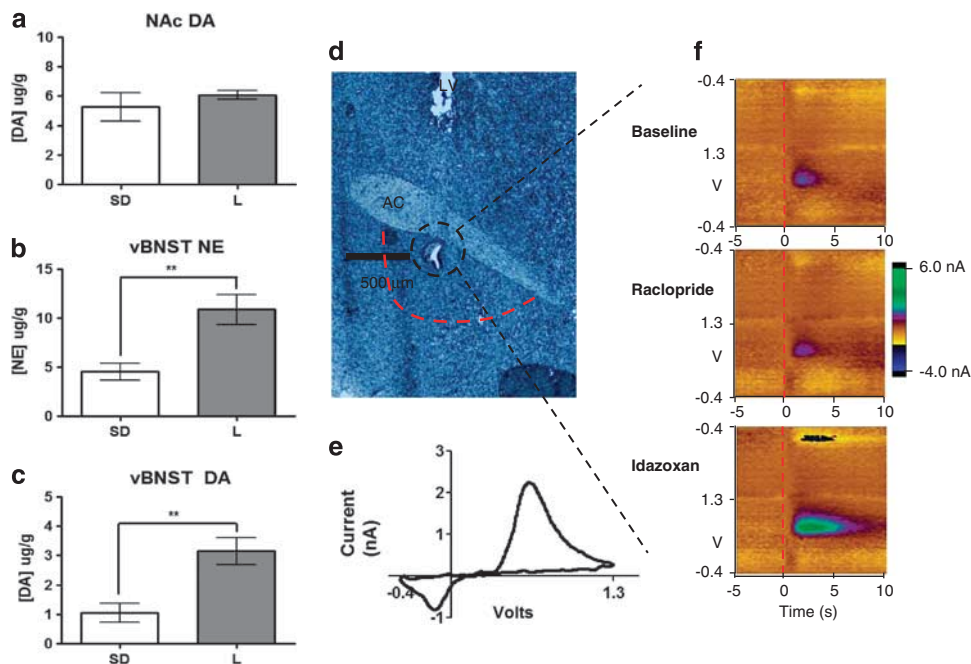 a
NAc DA
[DA] ug/g
10
8
6
4
2
0
SD
L
b
vBNST NE
**
[NE] ug/g
15
10
5
0
SD
L
c
vBNST DA
**
[DA] ug/g
5
4
3
2
1
0
SD
L
d
LV
AC
500 µm
e
Current
(nA)
3
2
1
-1
-0.4
1.3
Volts
f
Baseline
-0.4
1.3
V
-0.4
-5
0
5
10
Raclopride
-0.4
1.3
V
-0.4
-5
0
5
10
6.0 nA
-4.0 nA
Idazoxan
-0.4
1.3
V
-0.4
-5
0
5
10
Time (s)